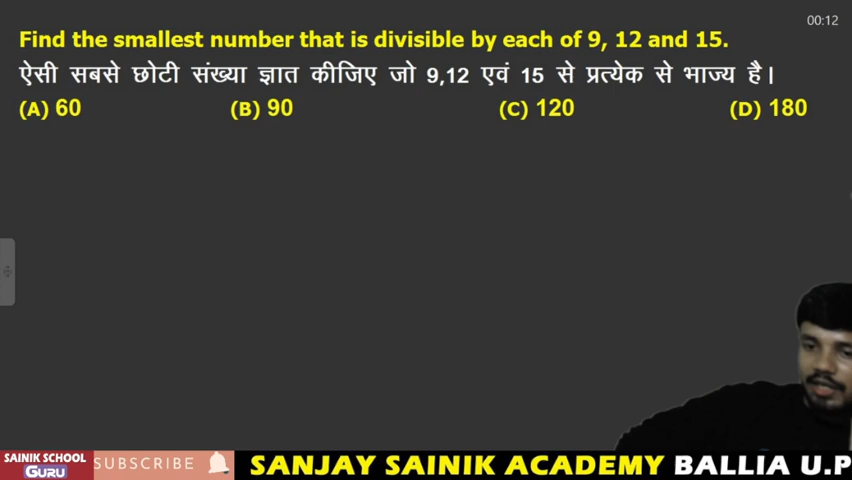 00:12
Find the smallest number that is divisible by each of 9, 12 and 15.
ऐसी सबसे छोटी संख्या ज्ञात कीजिए जो 9,12 एवं 15 से प्रत्येक से भाज्य है।
(A) 60 (B) 90 (C) 120 (D) 180
SAINIK SCHOOL
GURU
SUBSCRIBE
SANJAY SAINIK ACADEMY BALLIA U.P